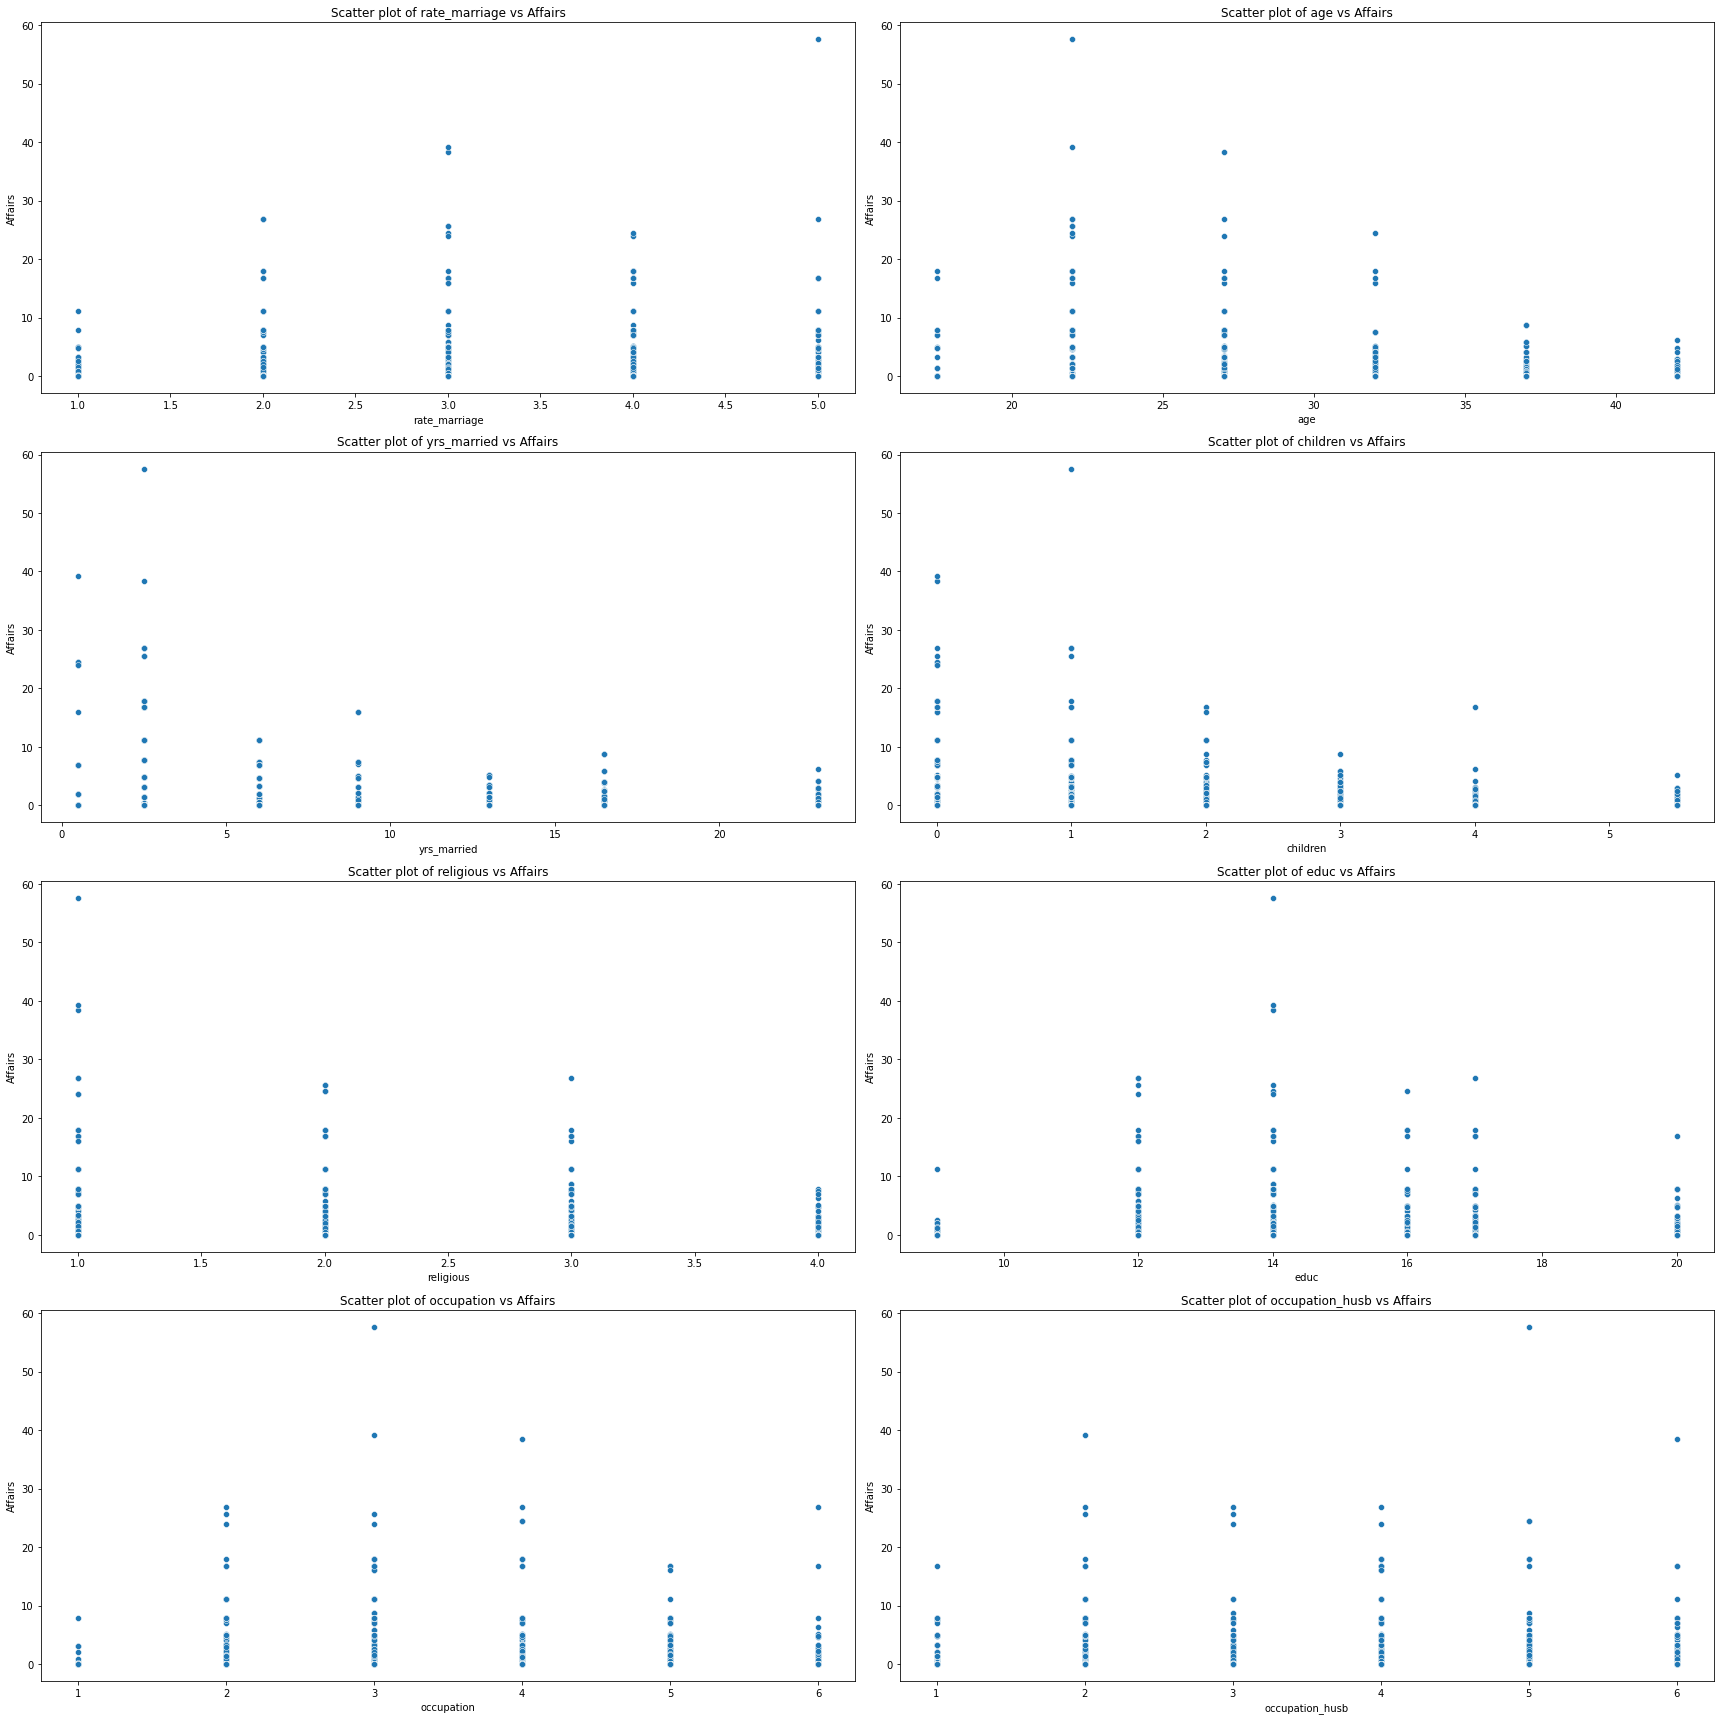 Scatter plot of rate_marriage vs Affairs
60
50
40
30
20
10
0
Affairs
1.0 1.5 2.0 2.5 3.0 3.5 4.0 4.5 5.0
rate_marriage
Scatter plot of age vs Affairs
60
50
40
30
20
10
0
Affairs
20 25 30 35 40
age
Scatter plot of yrs_married vs Affairs
60
50
40
30
20
10
0
Affairs
0 5 10 15 20
yrs_married
Scatter plot of children vs Affairs
60
50
40
30
20
10
0
Affairs
0 1 2 3 4 5
children
Scatter plot of religious vs Affairs
60
50
40
30
20
10
0
Affairs
1.0 1.5 2.0 2.5 3.0 3.5 4.0
religious
Scatter plot of educ vs Affairs
60
50
40
30
20
10
0
Affairs
10 12 14 16 18 20
educ
Scatter plot of occupation vs Affairs
60
50
40
30
20
10
0
Affairs
1 2 3 4 5 6
occupation
Scatter plot of occupation_husb vs Affairs
60
50
40
30
20
10
0
Affairs
1 2 3 4 5 6
occupation_husb